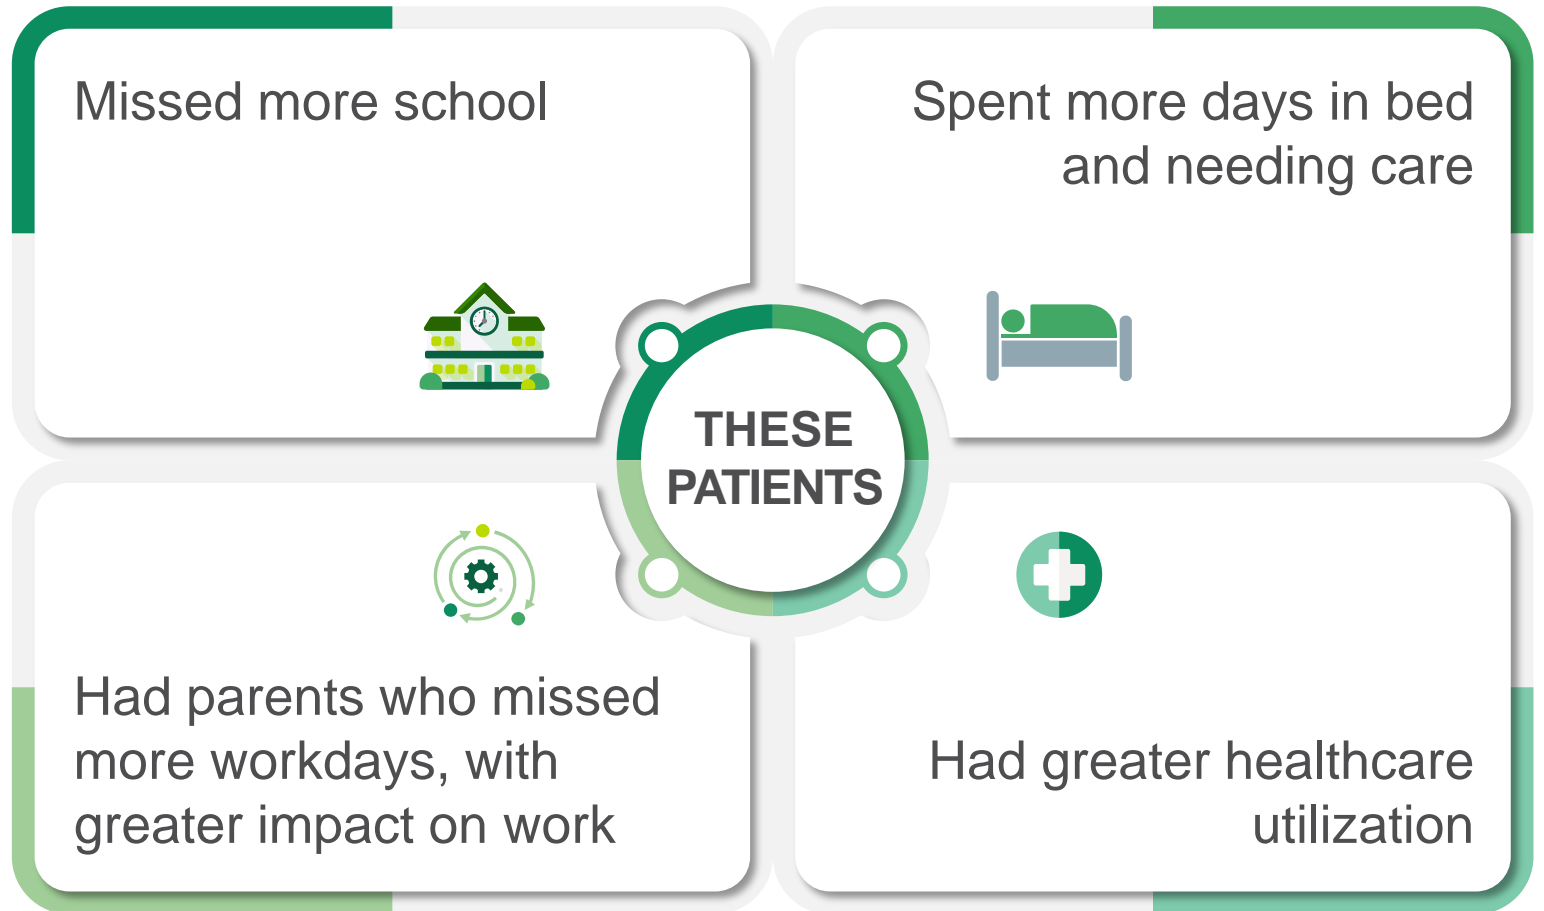 Missed more school
Spent more days in bed
and needing care
THESE
PATIENTS
Had parents who missed
more workdays, with
greater impact on work
Had greater healthcare
utilization